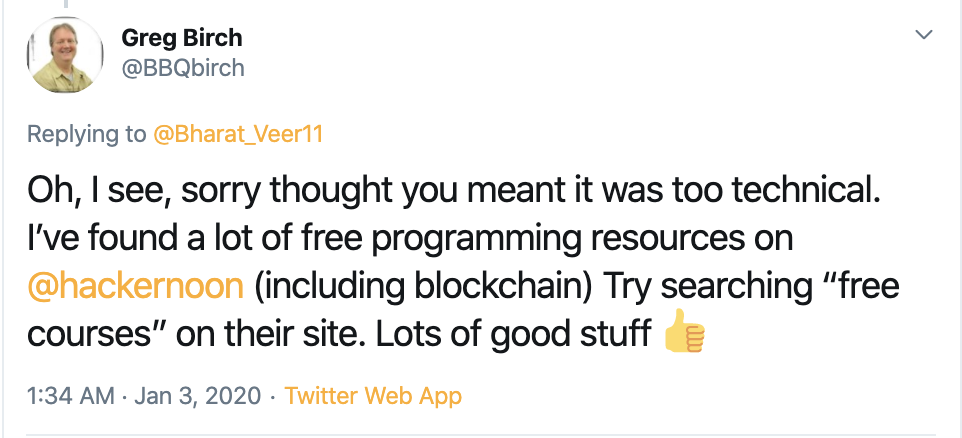 Greg Birch
@BBQbirch
Replying to @Bharat_Veer11
Oh, I see, sorry thought you meant it was too technical.
I’ve found a lot of free programming resources on
@hackernoon (including blockchain) Try searching “free
courses” on their site. Lots of good stuff 👍
1:34 AM · Jan 3, 2020 · Twitter Web App